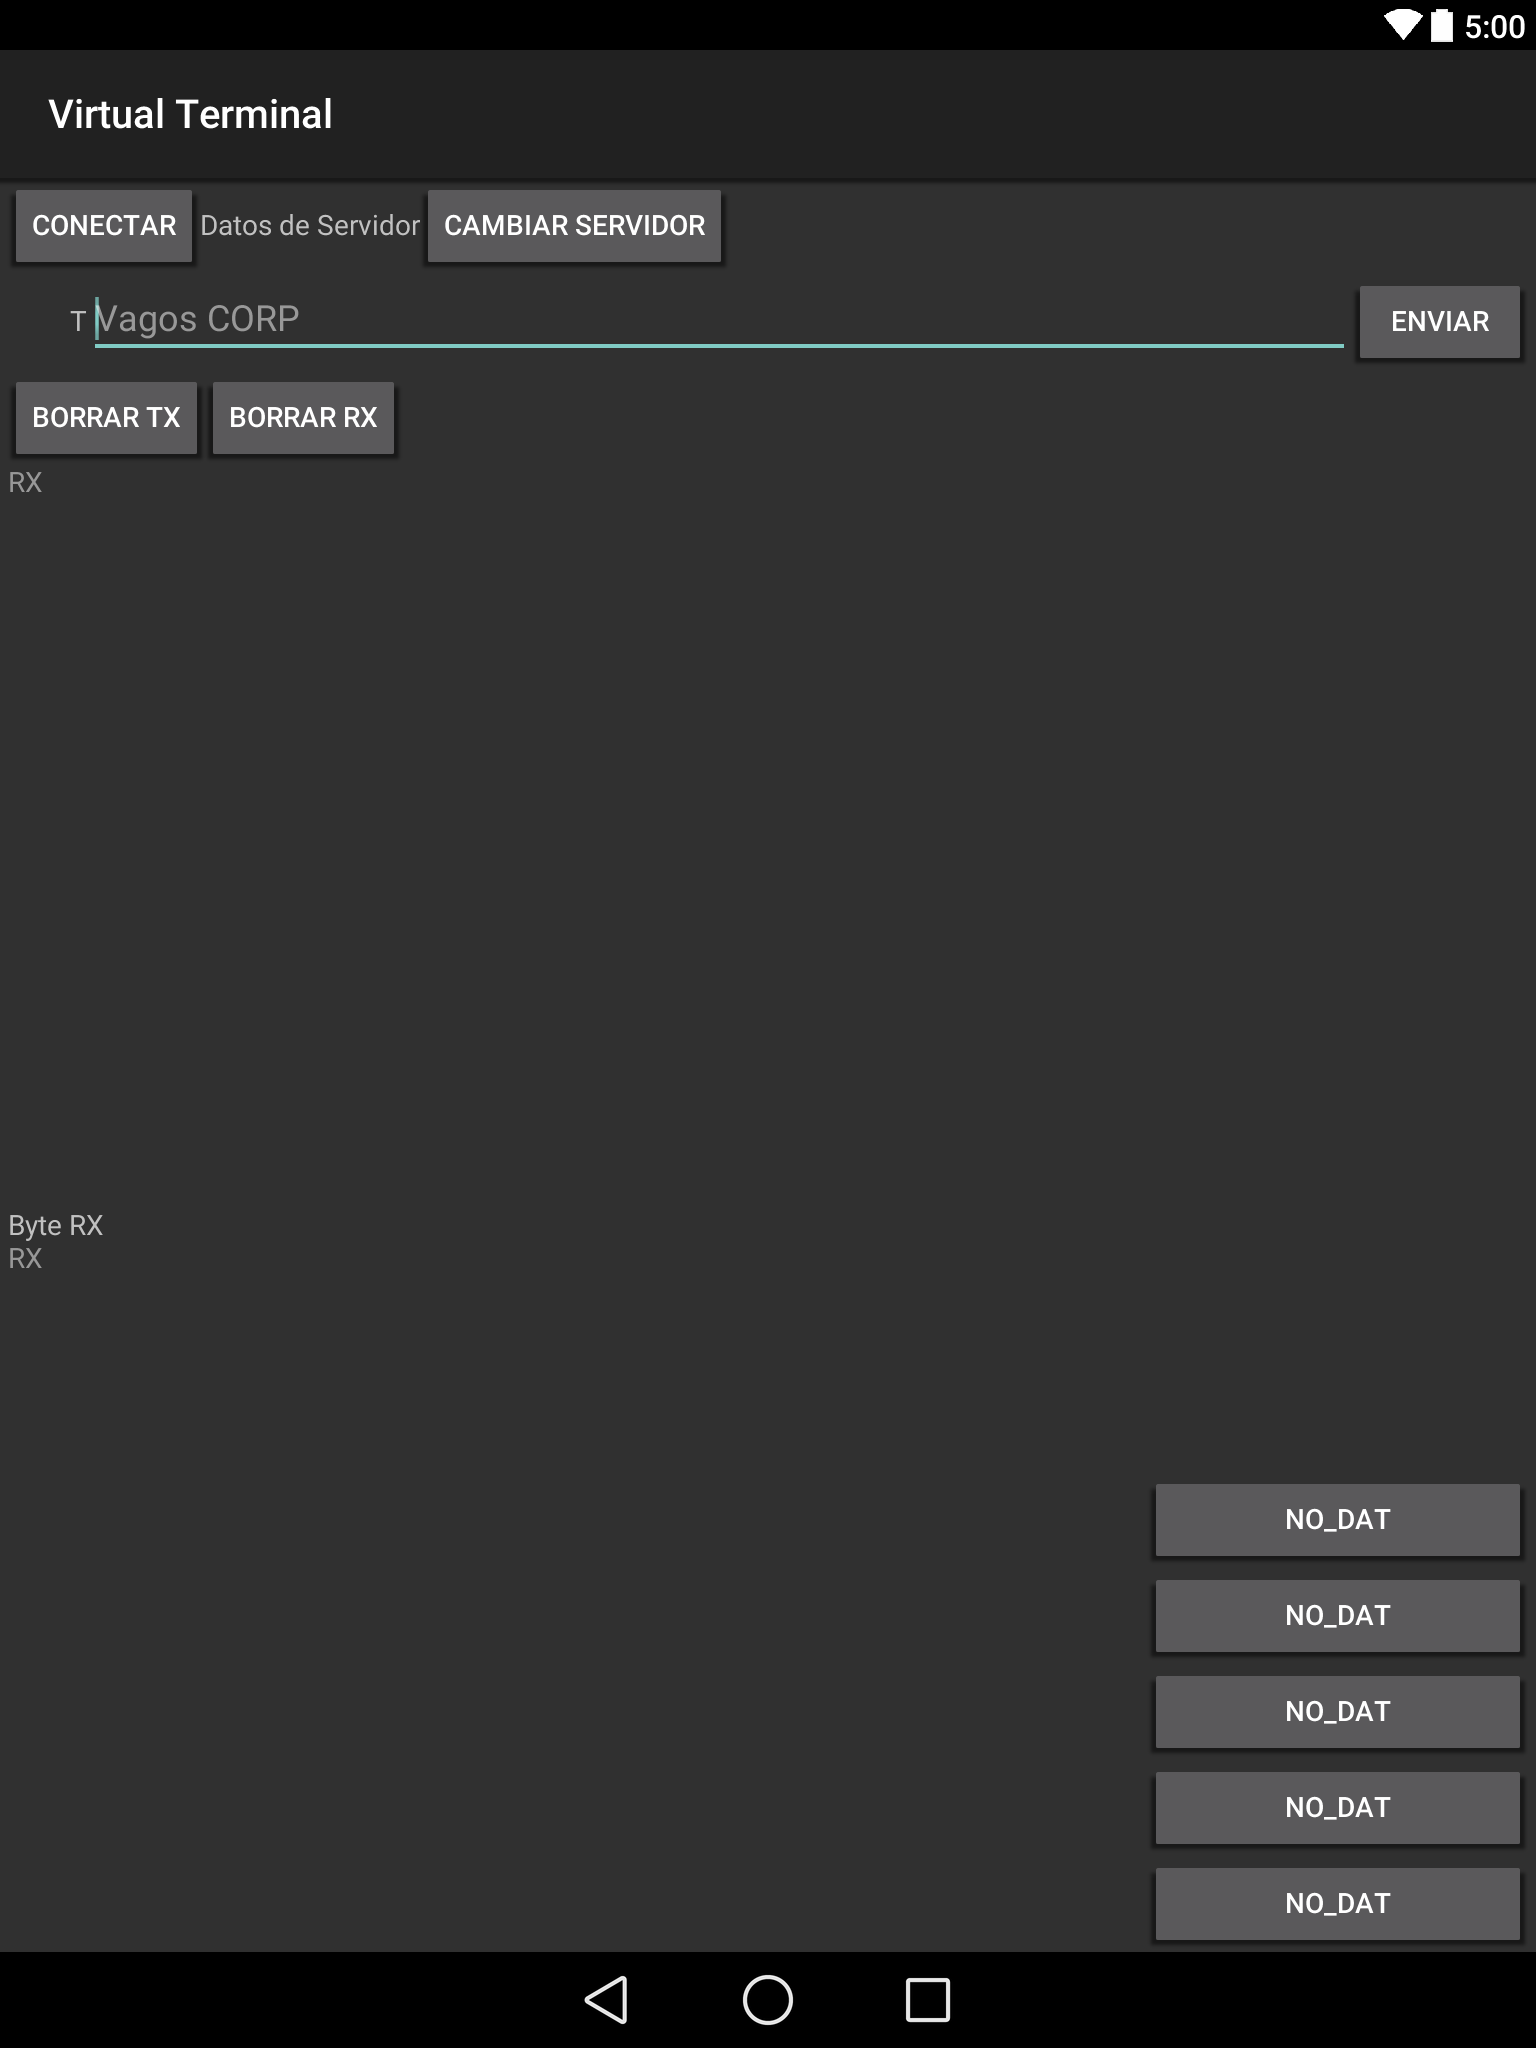 5:00
Virtual Terminal
CONECTAR Datos de Servidor CAMBIAR SERVIDOR
T Vagos CORP ENVIAR
BORRAR TX BORRAR RX
RX
Byte RX
RX
NO_DAT
NO_DAT
NO_DAT
NO_DAT
NO_DAT